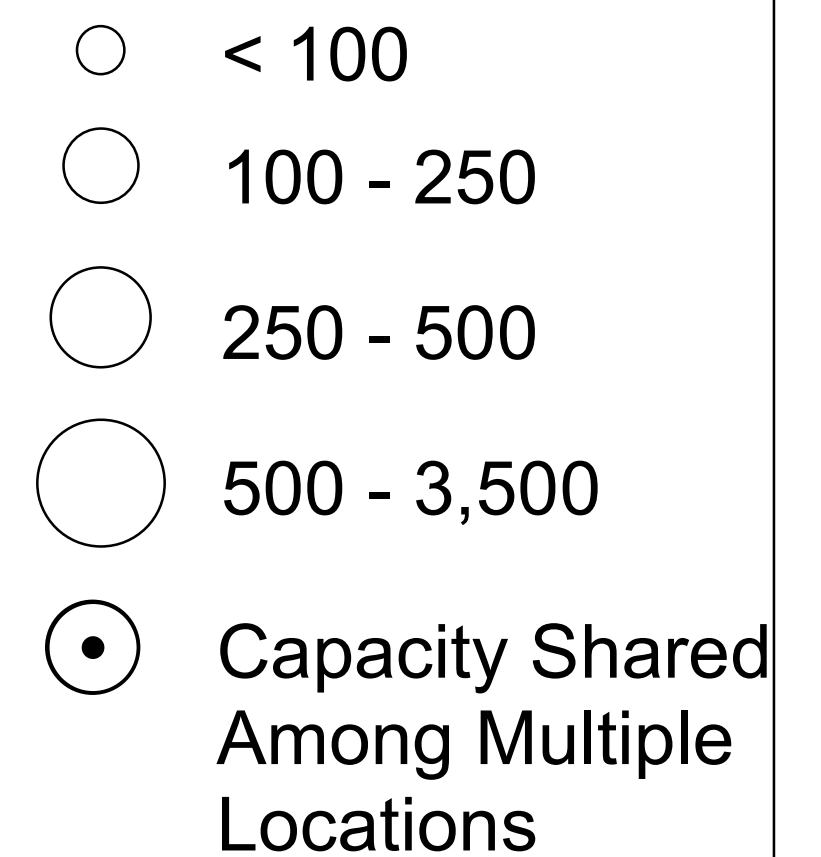 < 100
100 - 250
250 - 500
500 - 3,500
Capacity Shared
Among Multiple
Locations